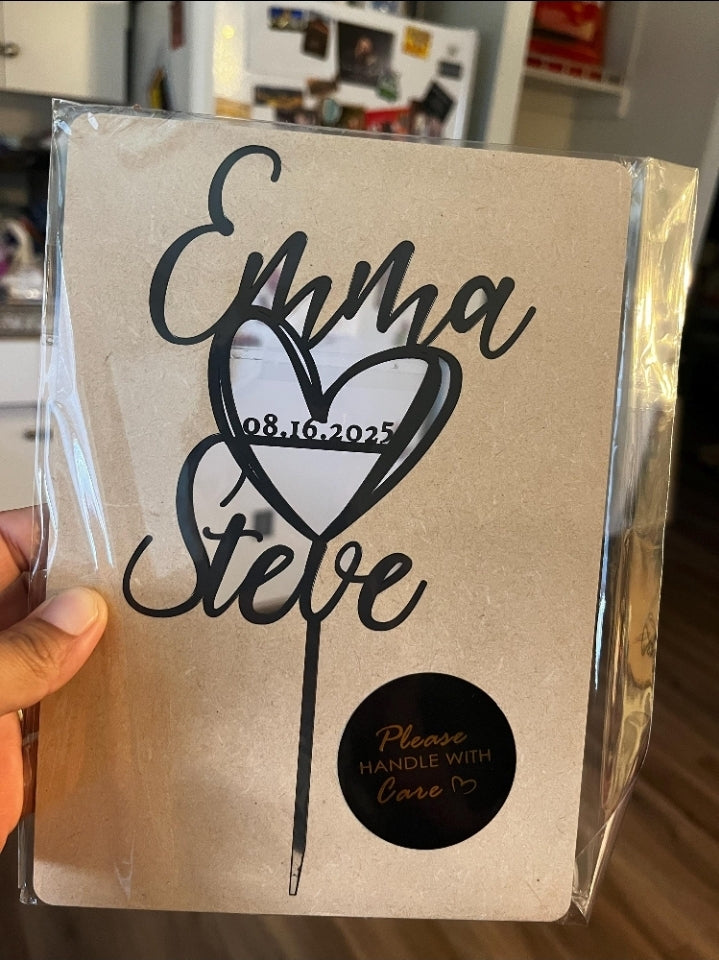 Emma
08.16.2025
Steve
Please
HANDLE WITH
Care